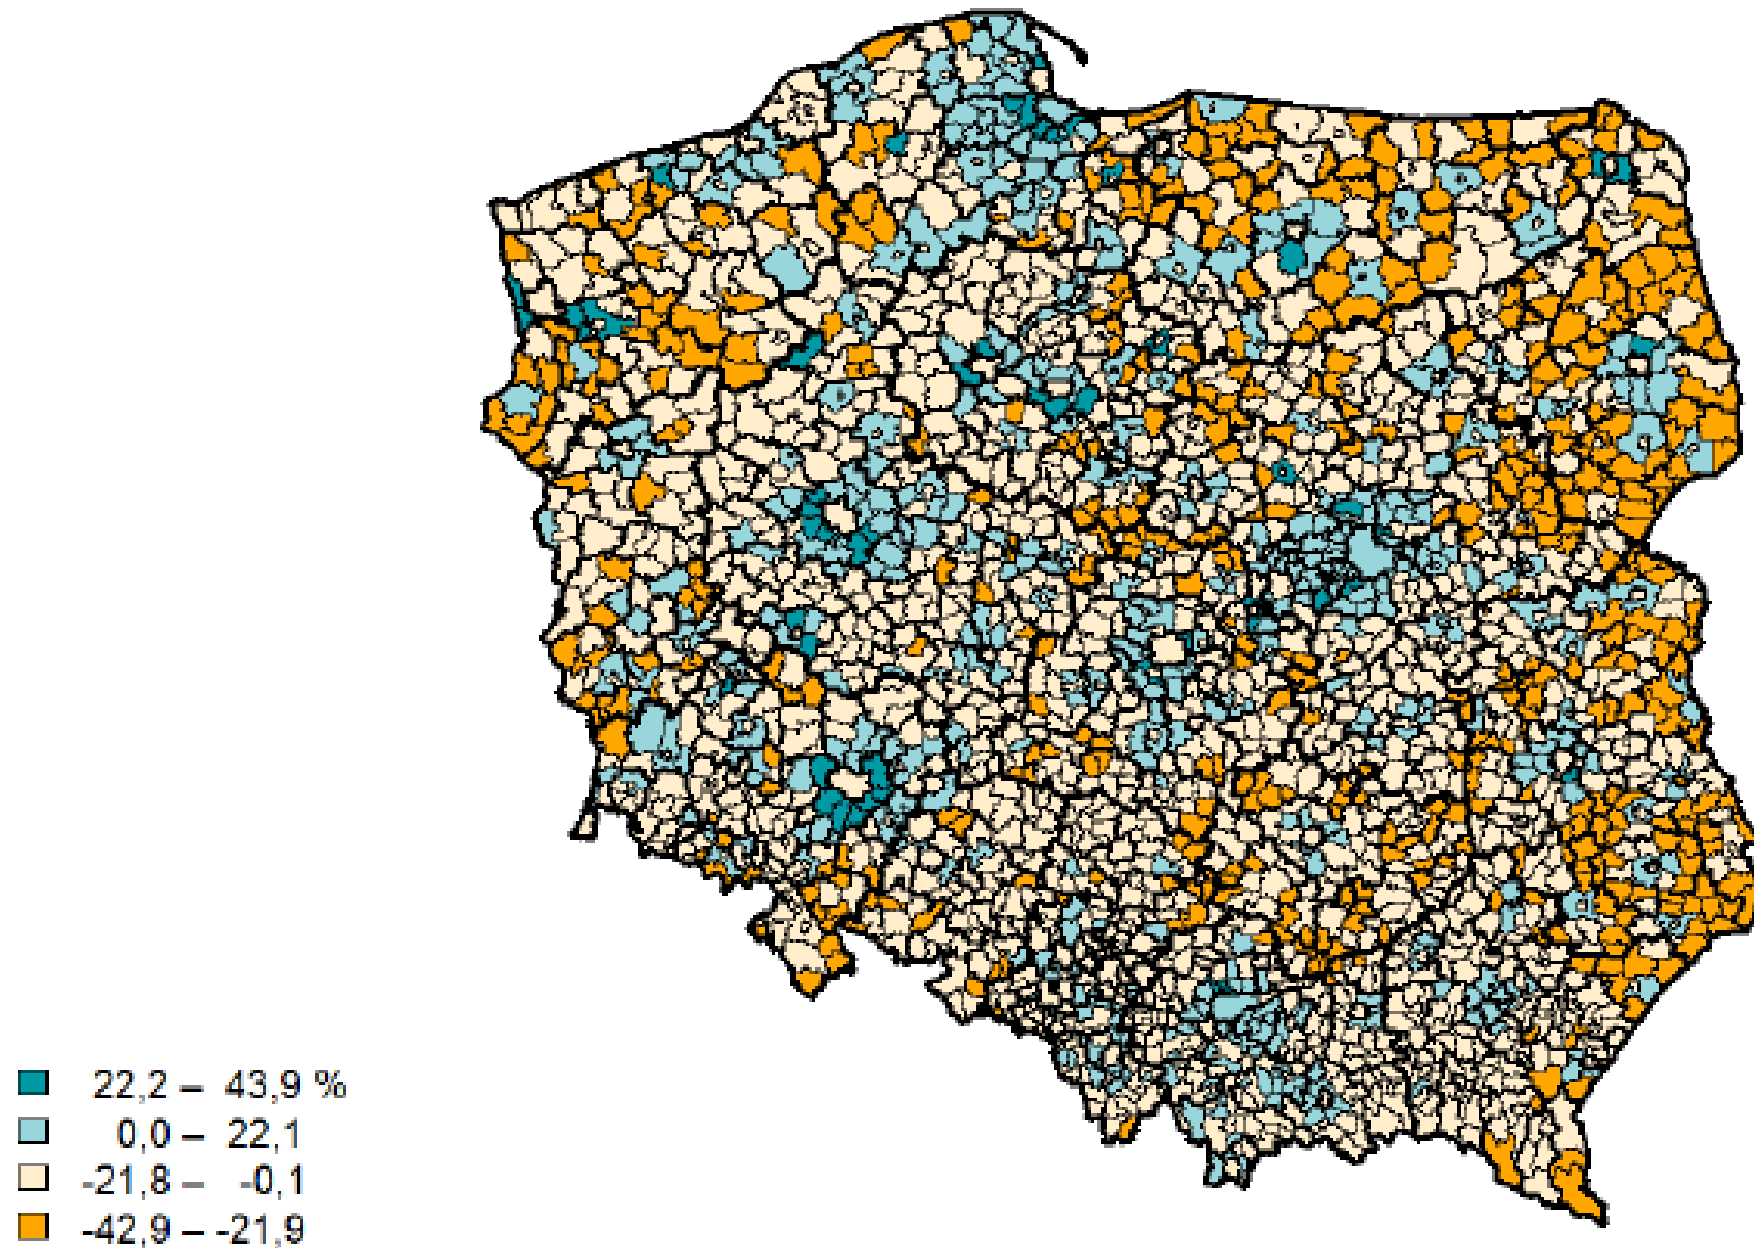 22,2 – 43,9 %
0,0 – 22,1
-21,8 – -0,1
-42,9 – -21,9